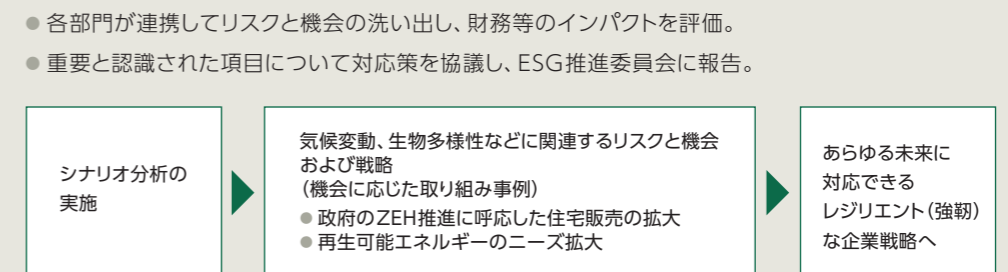 ● 各部門が連携してリスクと機会の洗い出し、財務等のインパクトを評価。
● 重要と認識された項目について対応策を協議し、ESG推進委員会に報告。
シナリオ分析の
実施
気候変動、生物多様性などに関連するリスクと機会
および戦略
（機会に応じた取り組み事例）
● 政府のZEH推進に呼応した住宅販売の拡大
● 再生可能エネルギーのニーズ拡大
あらゆる未来に
対応できる
レジリエント（強靭）
な企業戦略へ